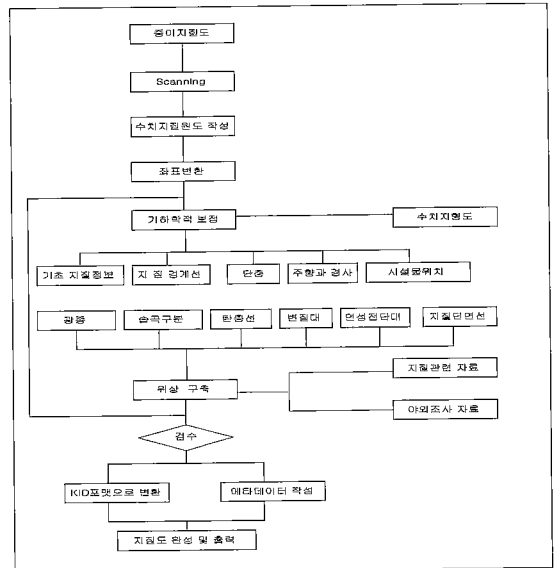 종이지형도
Scanning
수치지질원도 작성
좌표변환
기하학적 보정
수치지형도
기초 지질정보
지 질 경계선
단층
주향과 경사
시설물위치
광종
습곡구분
단층선
변질대
연성전단대
지질단면선
위상 구축
지질관련 자료
야외조사 자료
검수
KID포맷으로 변환
메타데이터 작성
지질도 완성 및 출력